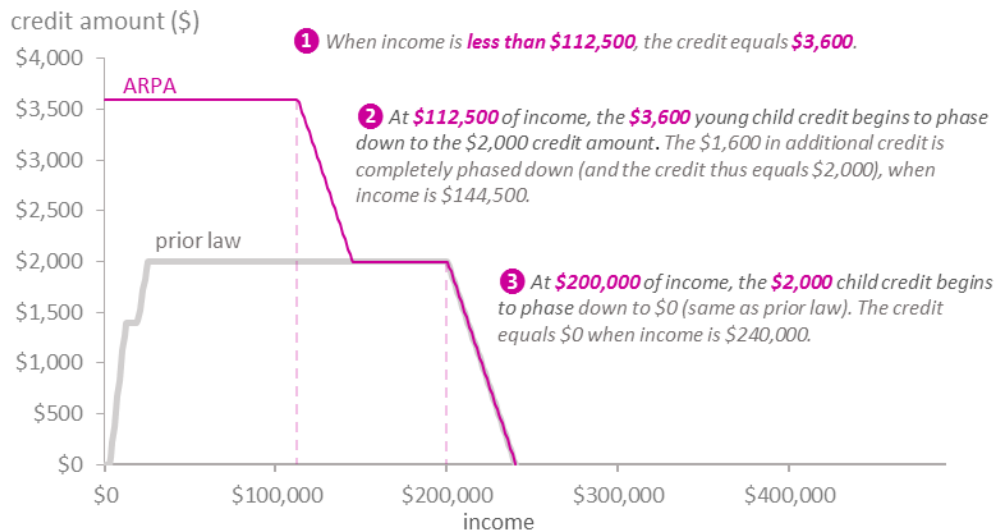 credit amount ($)
1 When income is less than $112,500, the credit equals $3,600.
$4,000
ARPA
$3,500
2 At $112,500 of income, the $3,600 young child credit begins to phase
down to the $2,000 credit amount. The $1,600 in additional credit is
completely phased down (and the credit thus equals $2,000), when
income is $144,500.
$3,000
$2,500
prior law
$2,000
3 At $200,000 of income, the $2,000 child credit begins
to phase down to $0 (same as prior law). The credit
equals $0 when income is $240,000.
$1,500
$1,000
$500
$0
$0 $100,000 $200,000 $300,000 $400,000
income